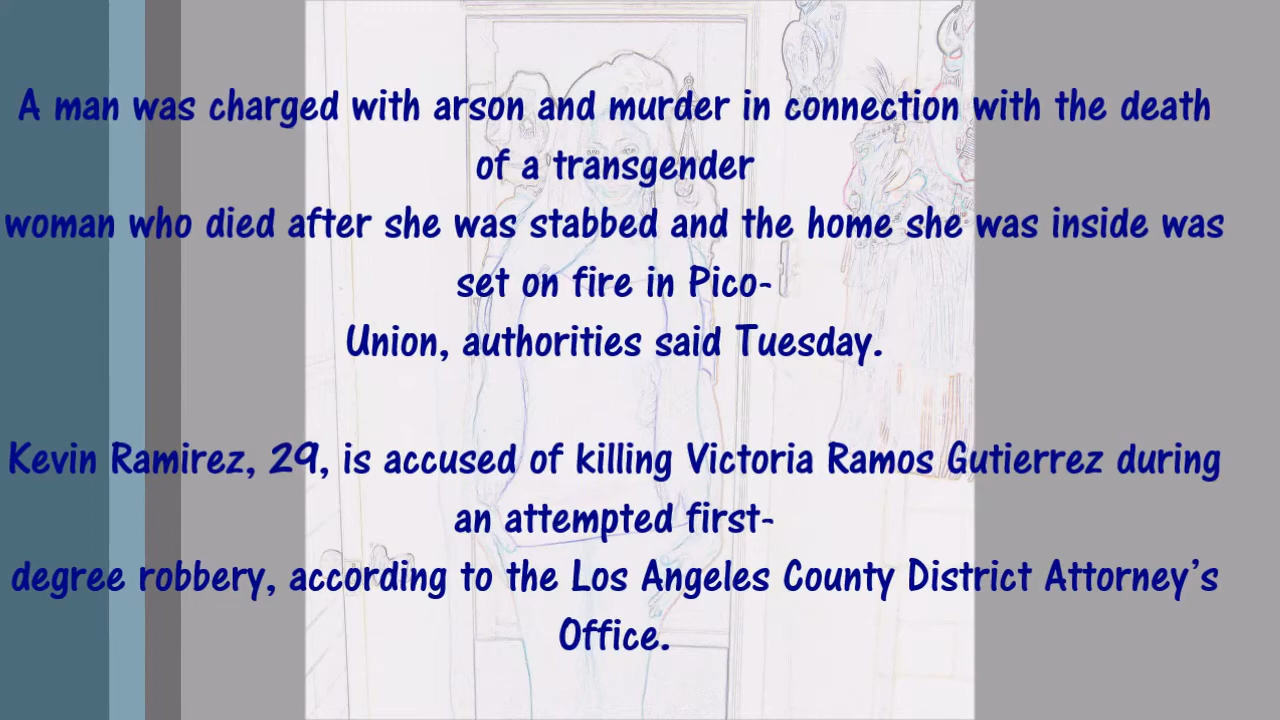 A man was charged with arson and murder in connection with the death
of a transgender
woman who died after she was stabbed and the home she was inside was
set on fire in Pico-
Union, authorities said Tuesday.
Kevin Ramirez, 29, is accused of killing Victoria Ramos Gutierrez during
an attempted first-
degree robbery, according to the Los Angeles County District Attorney’s
Office.